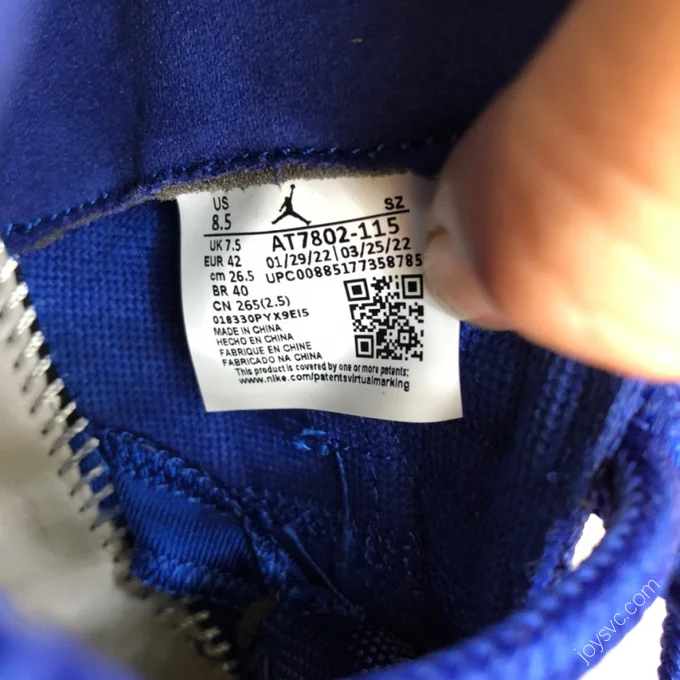 US
8.5
SZ
UK 7.5
AT7802-115
EUR 42
01/29/22 03/25/22
cm 26.5
UPC00885177358785
BR 40
CN 265(2.5)
018330PYX9EI5
MADE IN CHINA
HECHO EN CHINA
FABRIQUE EN CHINE
FABRICADO NA CHINA
This product is covered by one or more patents:
www.nike.com/patentsvirtualmarking
joysvc.com